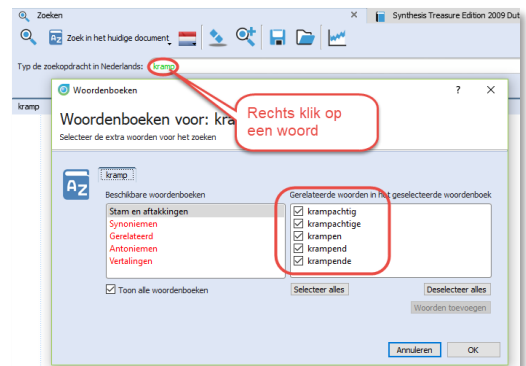 Zoeken
Synthesis Treasure Edition 2009 Dut
Zoek in het huidige document
Typ de zoekopdracht in Nederlands: kramp
kramp
Woordenboeken ?
Rechts klik op
een woord
Woordenboeken voor: kra
Selecteer de extra woorden voor het zoeken
AZ
kramp
Beschikbare woordenboeken
Gerelateerde woorden in het geselecteerde woordenboek
Stam en aftakkingen
Synoniemen
Gerelateerd
Antoniemen
Vertalingen
krampachtig
krampachtige
krampen
krampend
krampende
Toon alle woordenboeken
Selecteer alles
Deselecteer alles
Woorden toevoegen
Annuleren
OK